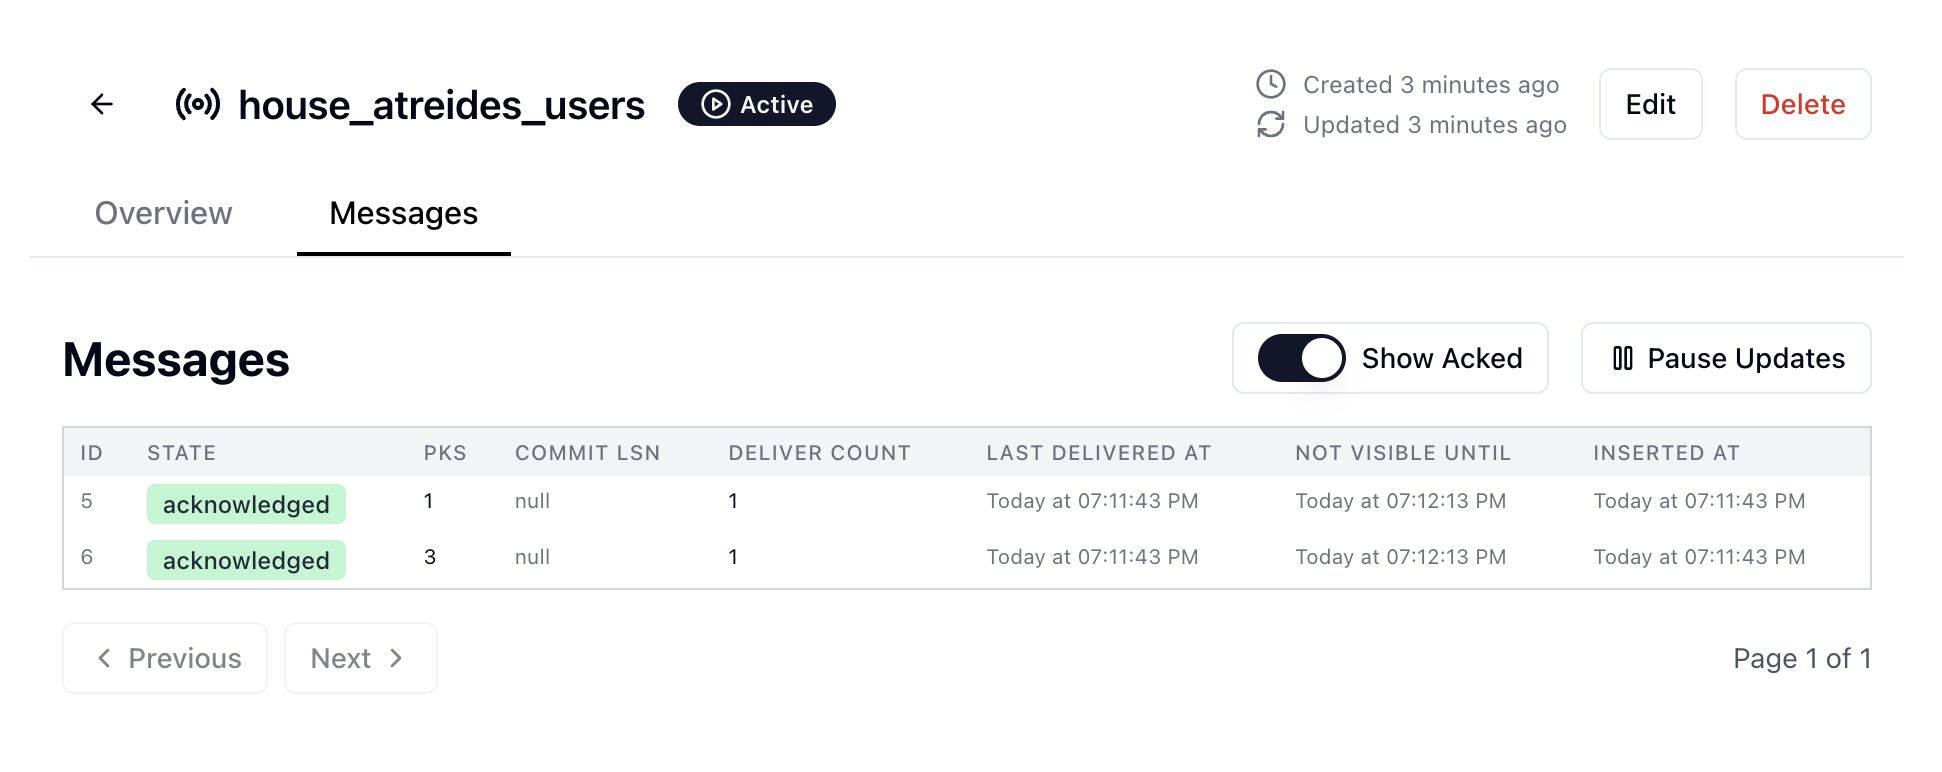 house_atreides_users
Active
Created 3 minutes ago
Updated 3 minutes ago
Edit
Delete
Overview
Messages
Messages
Show Acked
Pause Updates
ID STATE PKS COMMIT LSN DELIVER COUNT LAST DELIVERED AT NOT VISIBLE UNTIL INSERTED AT
5 acknowledged 1 null 1 Today at 07:11:43 PM Today at 07:12:13 PM Today at 07:11:43 PM
6 acknowledged 3 null 1 Today at 07:11:43 PM Today at 07:12:13 PM Today at 07:11:43 PM
Previous
Next
Page 1 of 1